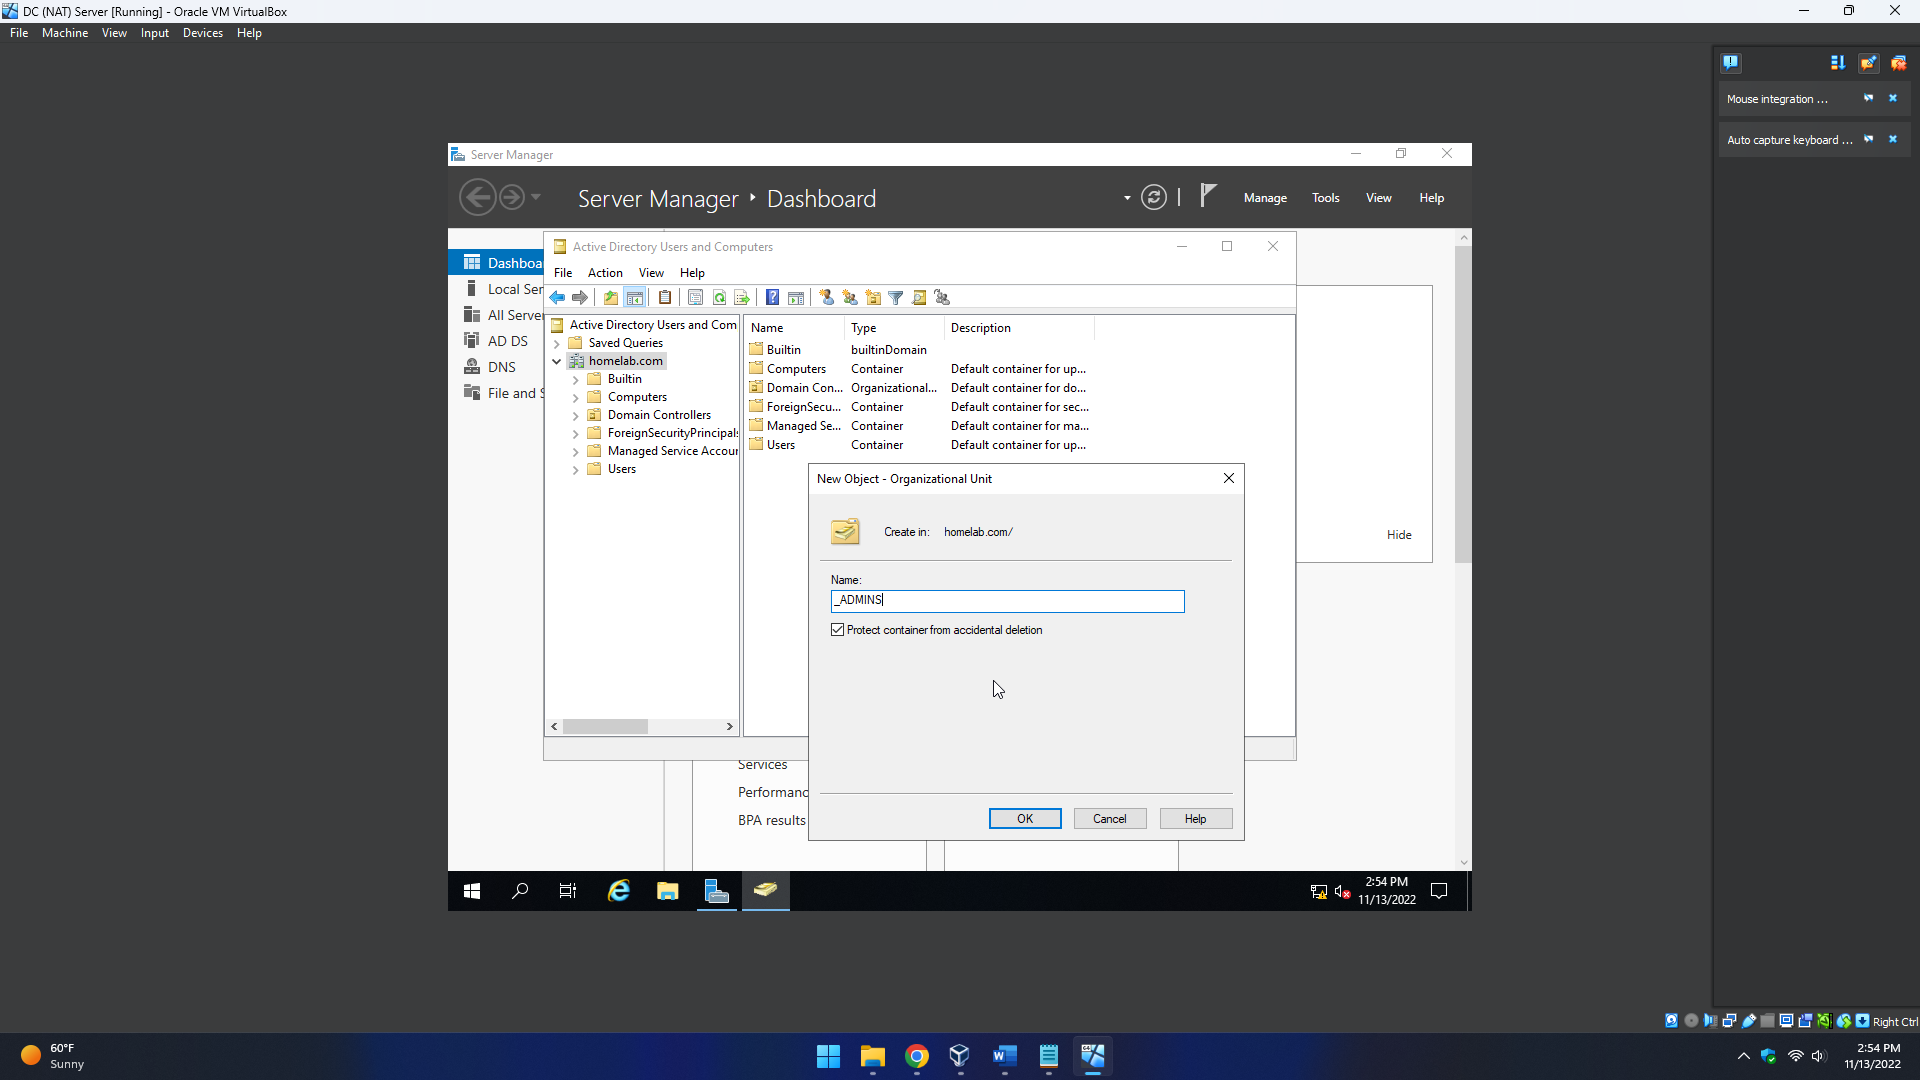 DC (NAT) Server [Running] - Oracle VM VirtualBox
File Machine View Input Devices Help
Mouse integration ...
Auto capture keyboard ...
Server Manager
Server Manager Dashboard
Manage Tools View Help
Active Directory Users and Computers
File Action View Help
Dashboa
Local Ser
All Server
AD DS
DNS
File and S
Active Directory Users and Com
Saved Queries
homelab.com
Builtin
Computers
Domain Controllers
ForeignSecurityPrincipals
Managed Service Accour
Users
Name Type Description
Builtin builtinDomain
Computers Container Default container for up...
Domain Con... Organizational... Default container for do...
ForeignSecu... Container Default container for sec...
Managed Se... Container Default container for ma...
Users Container Default container for up...
New Object - Organizational Unit
Create in: homelab.com/
Name:
_ADMINS
Protect container from accidental deletion
OK Cancel Help
Hide
Services
Performanc
BPA results
2:54 PM
11/13/2022
Right Ctrl
60°F
Sunny
2:54 PM
11/13/2022